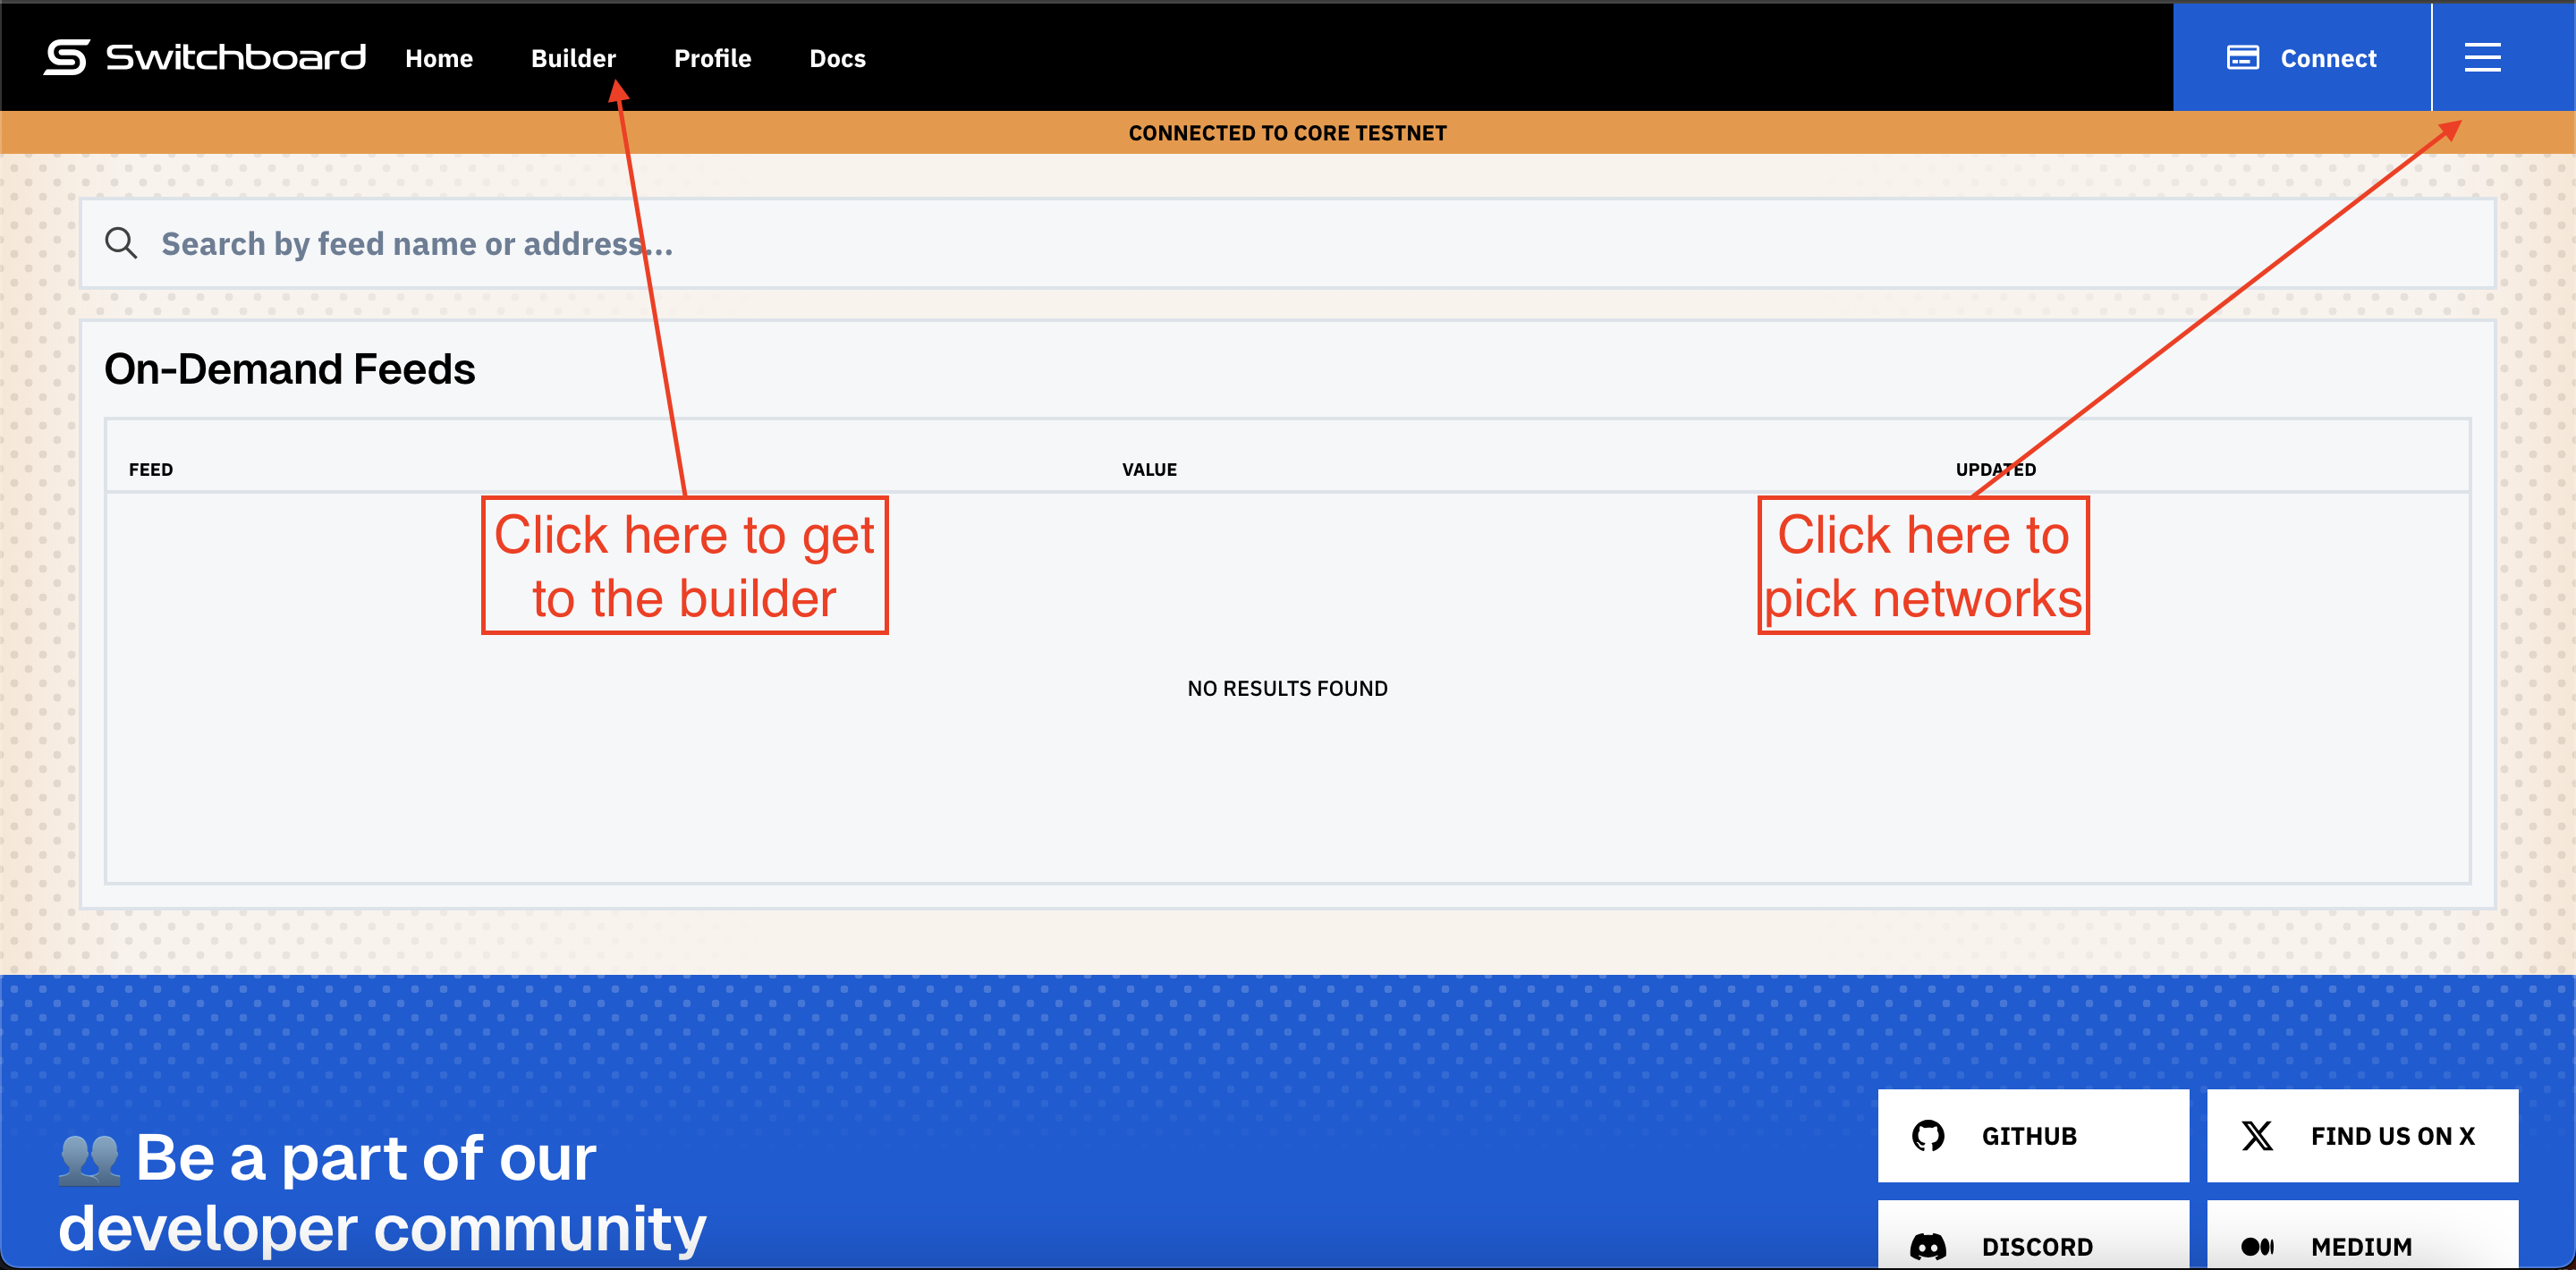 Switchboard Home Builder Profile Docs Connect
CONNECTED TO CORE TESTNET
Search by feed name or address...
On-Demand Feeds
FEED VALUE UPDATED
Click here to get
to the builder
Click here to
pick networks
NO RESULTS FOUND
Be a part of our
developer community
GITHUB FIND US ON X
DISCORD MEDIUM